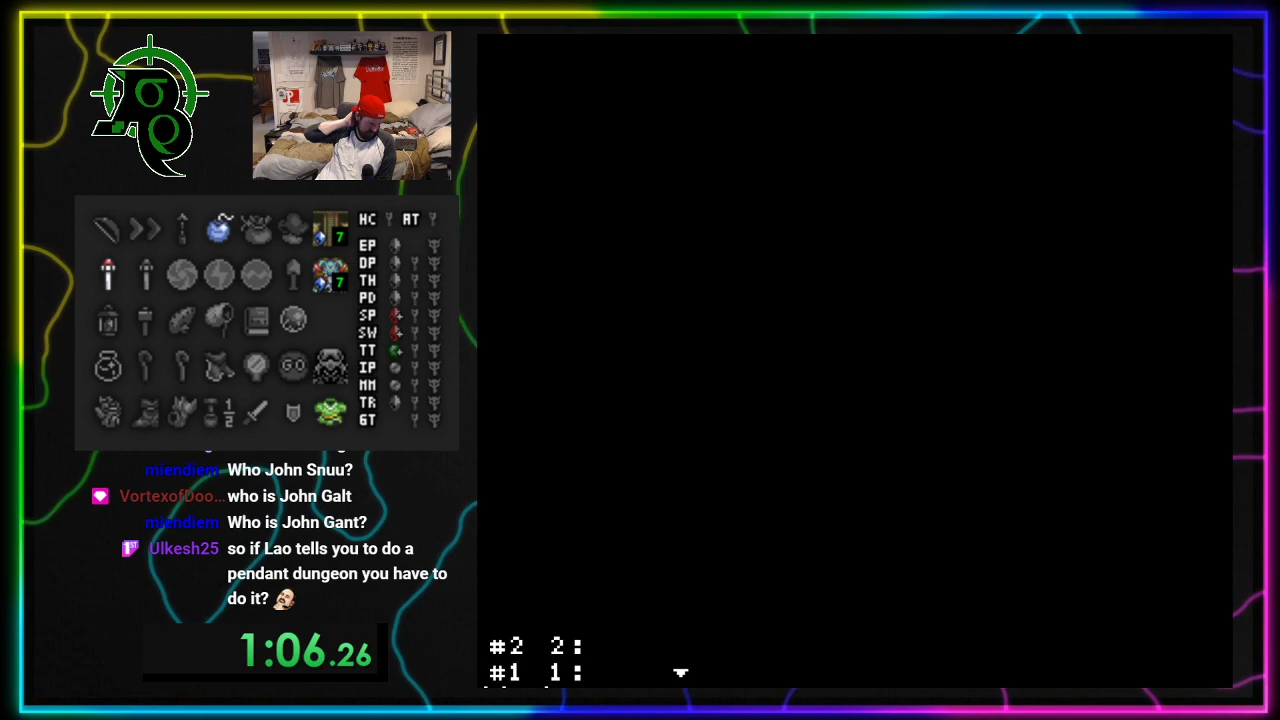 HC AT
7
EP
DP
7
TH
PD
SP
SW
TT
GO
IP
MM
1/2
TR
GT
miendiem Who John Snuu?
VortexofDoo... who is John Galt
miendiem Who is John Gant?
Ulkesh25 so if Lao tells you to do a
pendant dungeon you have to
do it?
1:06.26
#2 2:
#1 1: